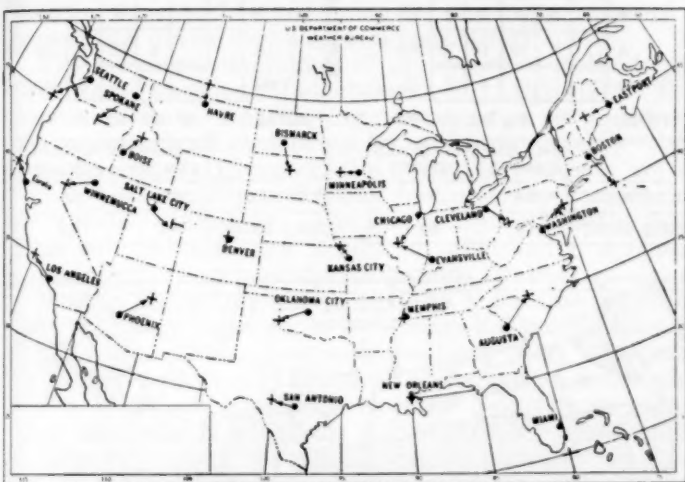 U.S. DEPARTMENT OF COMMERCE
WEATHER BUREAU
SEATTLE
SPOKANE
HAVRE
EASTPORT
BISMARCK
BOSTON
BOISE
MINNEAPOLIS
Eureka
WINNEMUCCA
SALT LAKE CITY
CHICAGO
CLEVELAND
WASHINGTON
DENVER
KANSAS CITY
EVANSVILLE
LOS ANGELES
OKLAHOMA CITY
MEMPHIS
PHOENIX
AUGUSTA
NEW ORLEANS
SAN ANTONIO
MIAMI